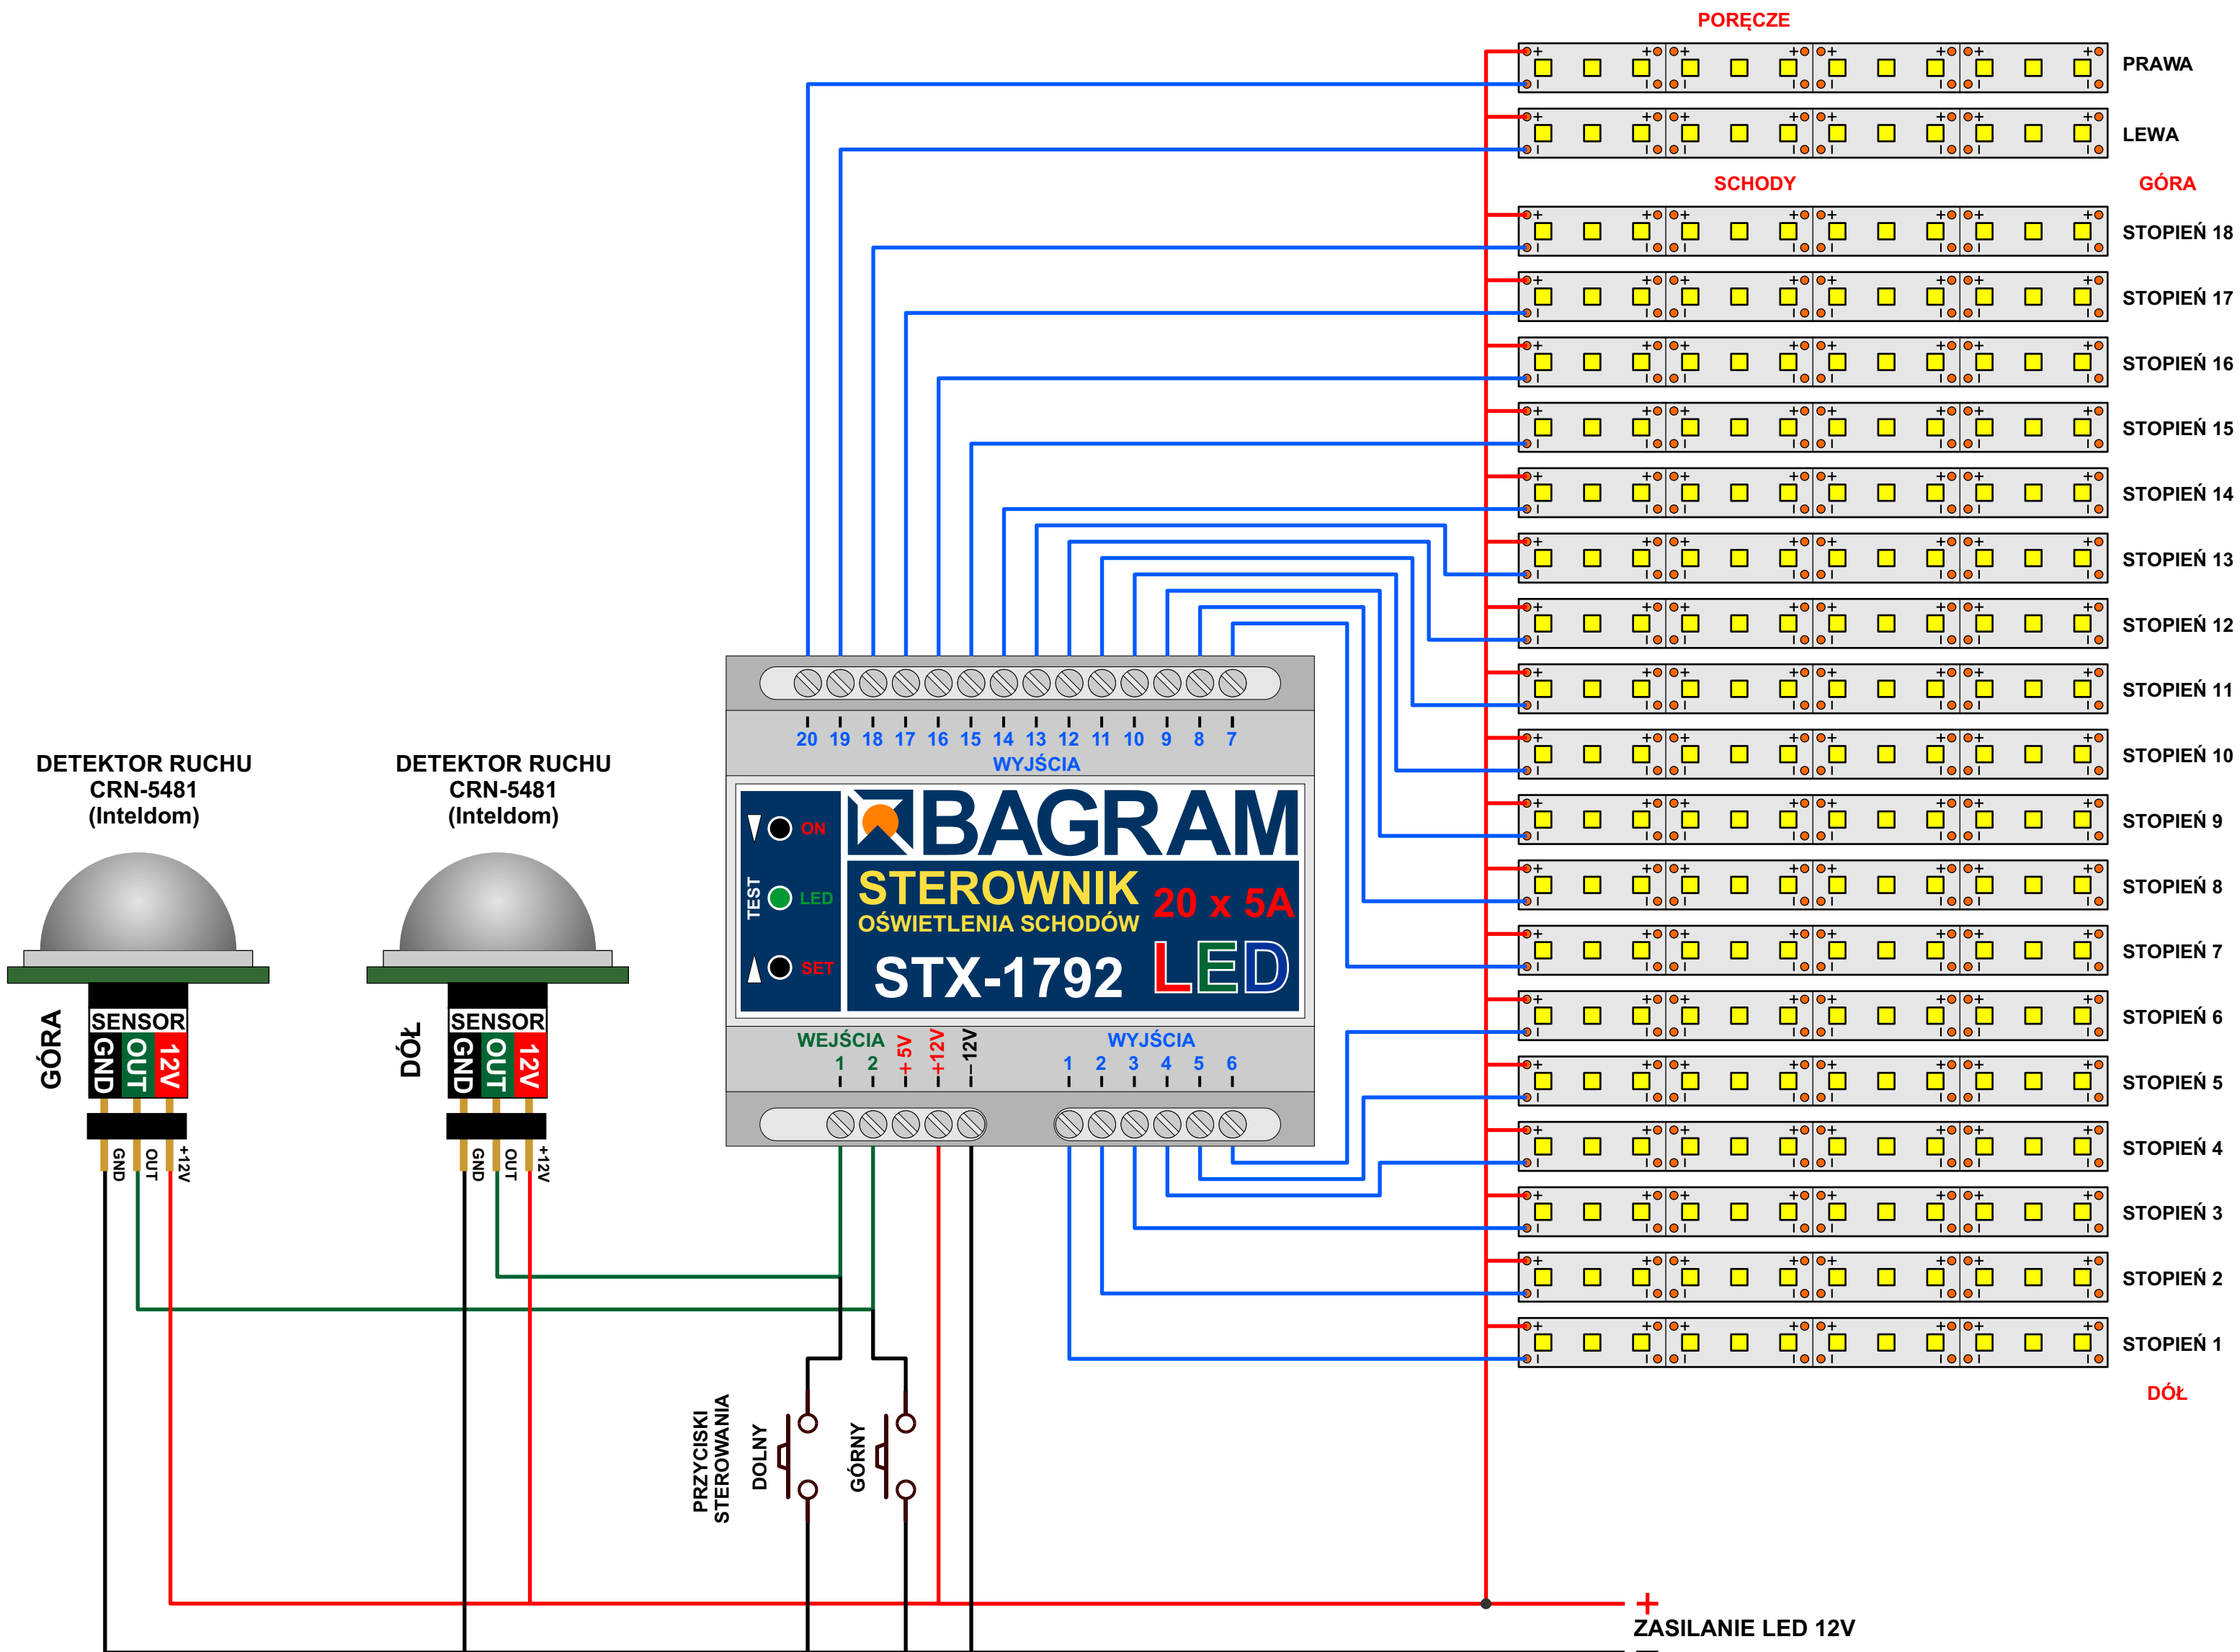 PORĘCZE
PRAWA
LEWA
SCHODY
GÓRA
STOPIEŃ 18
STOPIEŃ 17
STOPIEŃ 16
STOPIEŃ 15
STOPIEŃ 14
STOPIEŃ 13
STOPIEŃ 12
STOPIEŃ 11
STOPIEŃ 10
STOPIEŃ 9
STOPIEŃ 8
STOPIEŃ 7
STOPIEŃ 6
STOPIEŃ 5
STOPIEŃ 4
STOPIEŃ 3
STOPIEŃ 2
STOPIEŃ 1
DÓŁ
20 19 18 17 16 15 14 13 12 11 10 9 8 7
WYJŚCIA
TEST
ON
LED
SET
BAGRAM
STEROWNIK
OŚWIETLENIA SCHODÓW
20 x 5A
STX-1792
LED
WEJŚCIA
1 2 +5V +12V –12V
WYJŚCIA
1 2 3 4 5 6
DETEKTOR RUCHU
CRN-5481
(Inteldom)
GÓRA
SENSOR
GND OUT 12V
GND OUT +12V
DETEKTOR RUCHU
CRN-5481
(Inteldom)
DÓŁ
SENSOR
GND OUT 12V
GND OUT +12V
PRZYCISKI
STEROWANIA
DOLNY
GÓRNY
+
ZASILANIE LED 12V